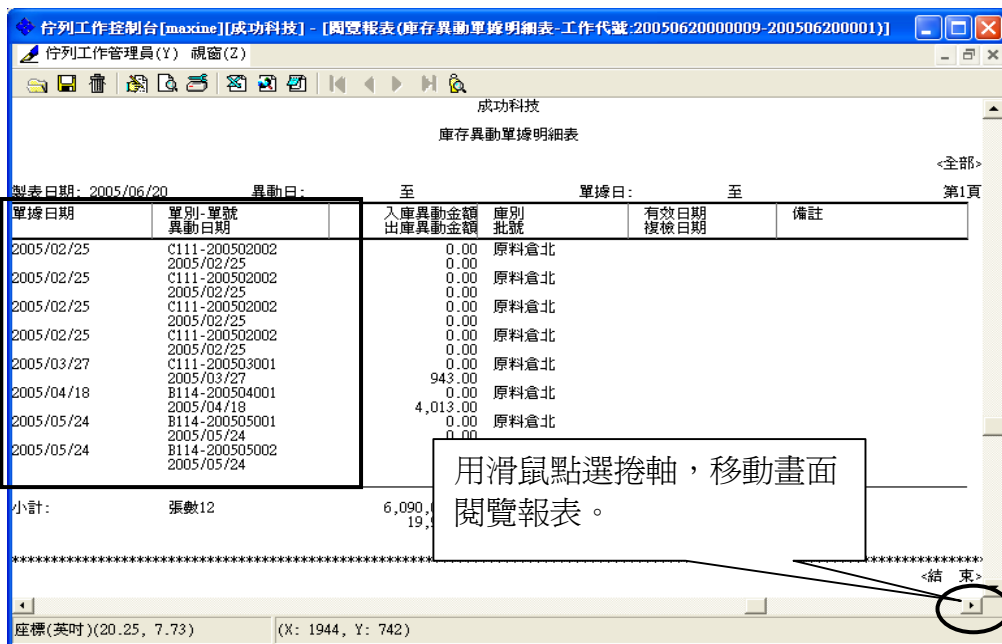 佇列工作控制台[maxine][成功科技] - [閱覽報表(庫存異動單據明細表-工作代號:20050620000009-200506200001)]
佇列工作管理員(Y) 視窗(Z)
成功科技
庫存異動單據明細表
<全部>
製表日期: 2005/06/20 異動日: 至 單據日: 至 第1頁
單據日期 單別-單號 入庫異動金額 庫別 有效日期 備註
異動日期 出庫異動金額 批號 複檢日期
2005/02/25 C111-200502002 0.00 原料倉北
2005/02/25 0.00
2005/02/25 C111-200502002 0.00 原料倉北
2005/02/25 0.00
2005/02/25 C111-200502002 0.00 原料倉北
2005/02/25 0.00
2005/02/25 C111-200502002 0.00 原料倉北
2005/02/25 0.00
2005/03/27 C111-200503001 0.00 原料倉北
2005/03/27 943.00
2005/04/18 B114-200504001 0.00 原料倉北
2005/04/18 4,013.00
2005/05/24 B114-200505001 0.00 原料倉北
2005/05/24 0.00
2005/05/24 B114-200505002
2005/05/24
用滑鼠點選捲軸，移動畫面
閱覽報表。
小計: 張數12 6,090,
19,
<結 束>
座標(英吋)(20.25, 7.73) (X: 1944, Y: 742)